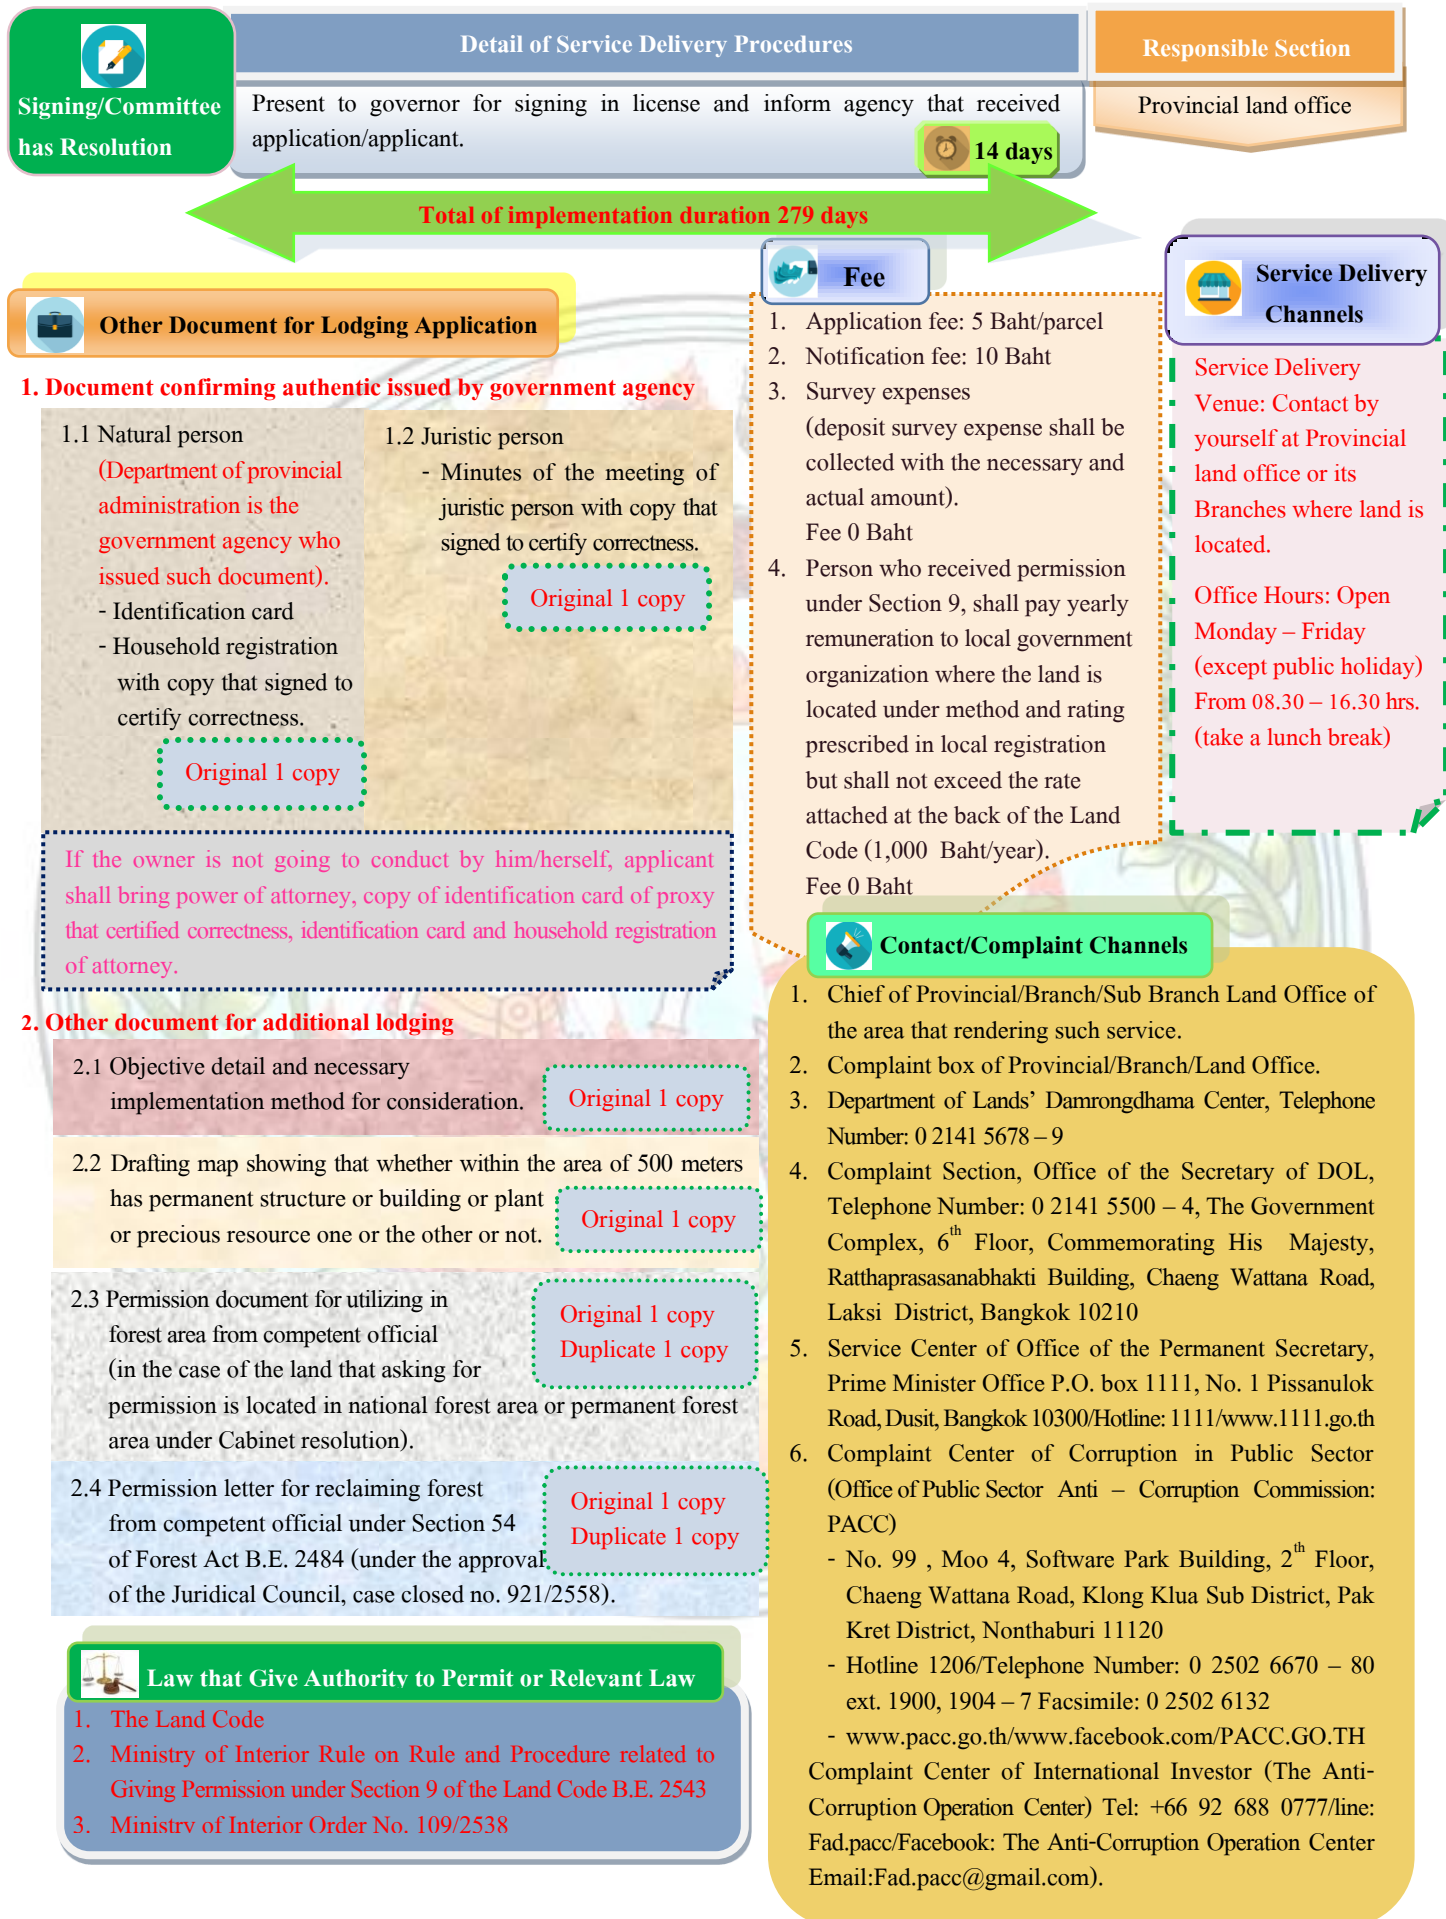 Signing/Committee
has Resolution
Detail of Service Delivery Procedures
Present to governor for signing in license and inform agency that received
application/applicant.
14 days
Responsible Section
Provincial land office
Total of implementation duration 279 days
Other Document for Lodging Application
1. Document confirming authentic issued by government agency
1.1 Natural person
(Department of provincial
administration is the
government agency who
issued such document).
- Identification card
- Household registration
with copy that signed to
certify correctness.
Original 1 copy
1.2 Juristic person
- Minutes of the meeting of
juristic person with copy that
signed to certify correctness.
Original 1 copy
If the owner is not going to conduct by him/herself, applicant
shall bring power of attorney, copy of identification card of proxy
that certified correctness, identification card and household registration
of attorney.
2. Other document for additional lodging
2.1 Objective detail and necessary
implementation method for consideration.
Original 1 copy
2.2 Drafting map showing that whether within the area of 500 meters
has permanent structure or building or plant
or precious resource one or the other or not.
Original 1 copy
2.3 Permission document for utilizing in
forest area from competent official
(in the case of the land that asking for
permission is located in national forest area or permanent forest
area under Cabinet resolution).
Original 1 copy
Duplicate 1 copy
2.4 Permission letter for reclaiming forest
from competent official under Section 54
of Forest Act B.E. 2484 (under the approval
of the Juridical Council, case closed no. 921/2558).
Original 1 copy
Duplicate 1 copy
Law that Give Authority to Permit or Relevant Law
1. The Land Code
2. Ministry of Interior Rule on Rule and Procedure related to
Giving Permission under Section 9 of the Land Code B.E. 2543
3. Ministry of Interior Order No. 109/2538
Fee
1. Application fee: 5 Baht/parcel
2. Notification fee: 10 Baht
3. Survey expenses
(deposit survey expense shall be
collected with the necessary and
actual amount).
Fee 0 Baht
4. Person who received permission
under Section 9, shall pay yearly
remuneration to local government
organization where the land is
located under method and rating
prescribed in local registration
but shall not exceed the rate
attached at the back of the Land
Code (1,000 Baht/year).
Fee 0 Baht
Service Delivery
Channels
Service Delivery
Venue: Contact by
yourself at Provincial
land office or its
Branches where land is
located.
Office Hours: Open
Monday – Friday
(except public holiday)
From 08.30 – 16.30 hrs.
(take a lunch break)
Contact/Complaint Channels
1. Chief of Provincial/Branch/Sub Branch Land Office of
the area that rendering such service.
2. Complaint box of Provincial/Branch/Land Office.
3. Department of Lands’ Damrongdhama Center, Telephone
Number: 0 2141 5678 – 9
4. Complaint Section, Office of the Secretary of DOL,
Telephone Number: 0 2141 5500 – 4, The Government
Complex, 6th Floor, Commemorating His Majesty,
Ratthaprasasanabhakti Building, Chaeng Wattana Road,
Laksi District, Bangkok 10210
5. Service Center of Office of the Permanent Secretary,
Prime Minister Office P.O. box 1111, No. 1 Pissanulok
Road, Dusit, Bangkok 10300/Hotline: 1111/www.1111.go.th
6. Complaint Center of Corruption in Public Sector
(Office of Public Sector Anti – Corruption Commission:
PACC)
- No. 99 , Moo 4, Software Park Building, 2th Floor,
Chaeng Wattana Road, Klong Klua Sub District, Pak
Kret District, Nonthaburi 11120
- Hotline 1206/Telephone Number: 0 2502 6670 – 80
ext. 1900, 1904 – 7 Facsimile: 0 2502 6132
- www.pacc.go.th/www.facebook.com/PACC.GO.TH
Complaint Center of International Investor (The Anti-
Corruption Operation Center) Tel: +66 92 688 0777/line:
Fad.pacc/Facebook: The Anti-Corruption Operation Center
Email:Fad.pacc@gmail.com).